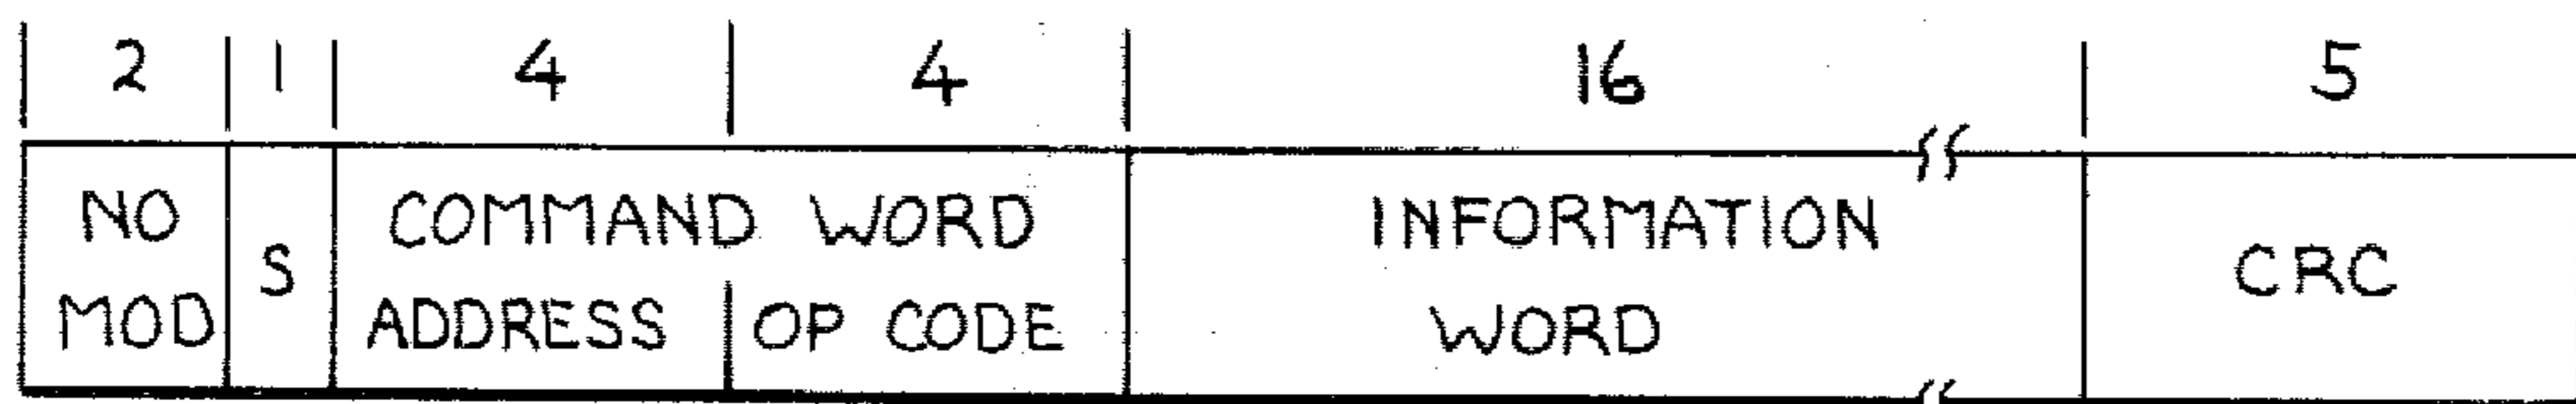 2 1 4 4 16 5
NO MOD
S
COMMAND WORD
ADDRESS OP CODE
INFORMATION
WORD
CRC